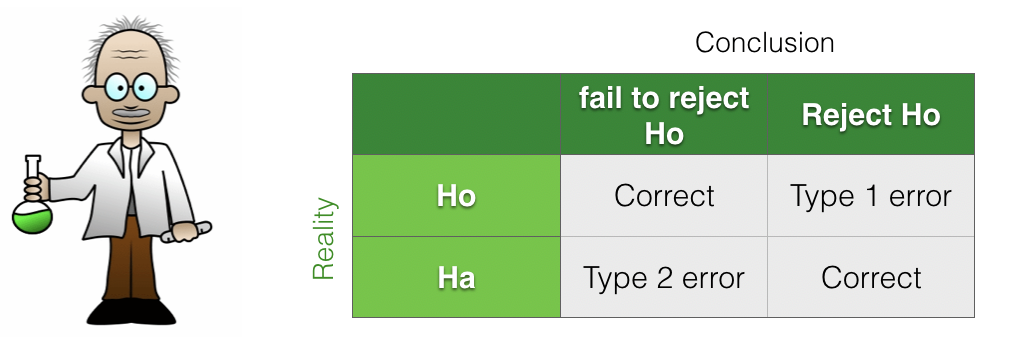 Conclusion
fail to reject
Ho
Reject Ho
Reality
Ho
Correct
Type 1 error
Ha
Type 2 error
Correct